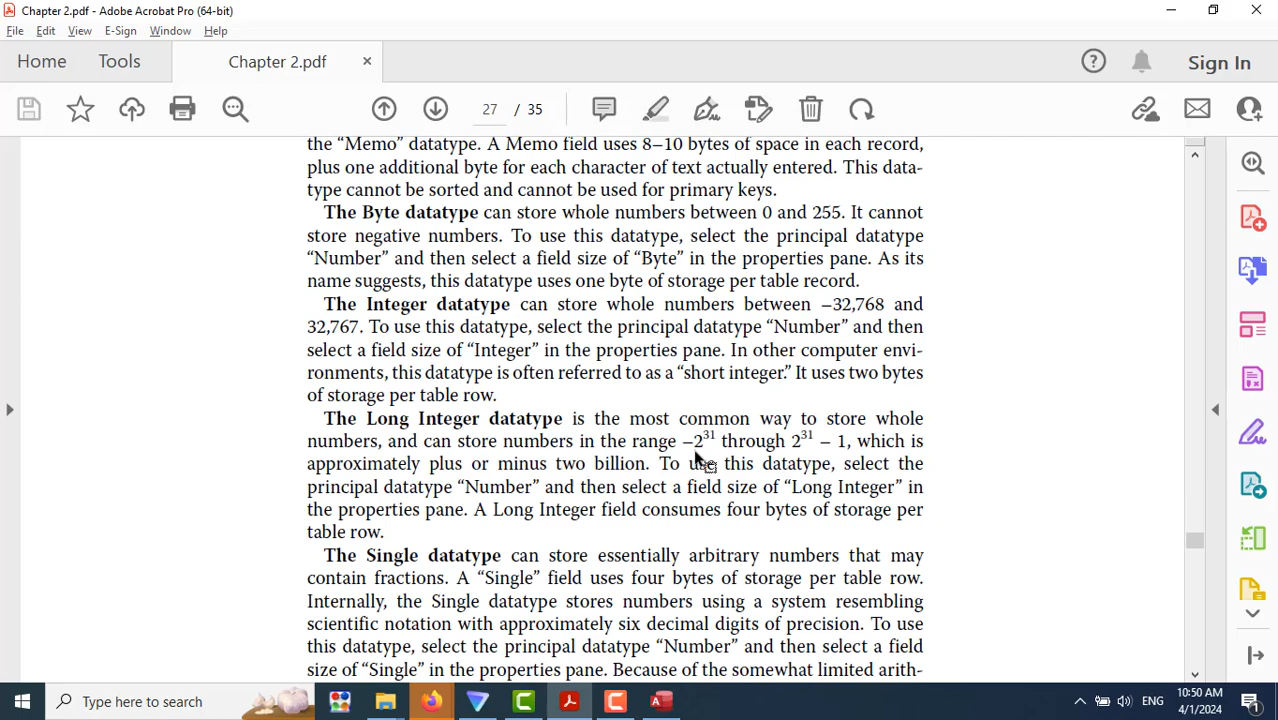 Chapter 2.pdf - Adobe Acrobat Pro (64-bit)
File Edit View E-Sign Window Help
Home Tools Chapter 2.pdf × Sign In
27 / 35
the “Memo” datatype. A Memo field uses 8–10 bytes of space in each record,
plus one additional byte for each character of text actually entered. This data-
type cannot be sorted and cannot be used for primary keys.
The Byte datatype can store whole numbers between 0 and 255. It cannot
store negative numbers. To use this datatype, select the principal datatype
“Number” and then select a field size of “Byte” in the properties pane. As its
name suggests, this datatype uses one byte of storage per table record.
The Integer datatype can store whole numbers between –32,768 and
32,767. To use this datatype, select the principal datatype “Number” and then
select a field size of “Integer” in the properties pane. In other computer envi-
ronments, this datatype is often referred to as a “short integer.” It uses two bytes
of storage per table row.
The Long Integer datatype is the most common way to store whole
numbers, and can store numbers in the range –2³¹ through 2³¹ – 1, which is
approximately plus or minus two billion. To use this datatype, select the
principal datatype “Number” and then select a field size of “Long Integer” in
the properties pane. A Long Integer field consumes four bytes of storage per
table row.
The Single datatype can store essentially arbitrary numbers that may
contain fractions. A “Single” field uses four bytes of storage per table row.
Internally, the Single datatype stores numbers using a system resembling
scientific notation with approximately six decimal digits of precision. To use
this datatype, select the principal datatype “Number” and then select a field
size of “Single” in the properties pane. Because of the somewhat limited arith-
Type here to search
ENG
10:50 AM
4/1/2024
1